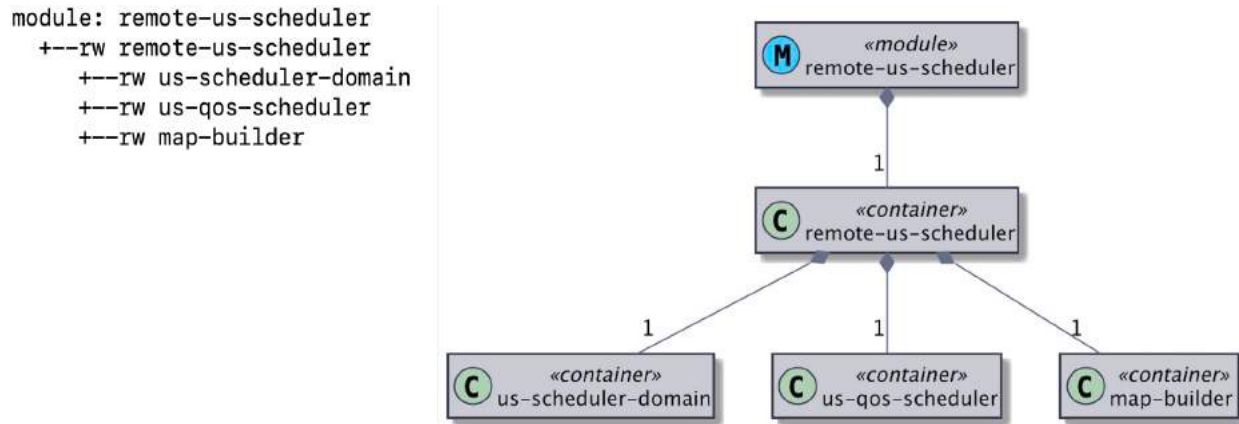 module: remote-us-scheduler
+--rw remote-us-scheduler
+--rw us-scheduler-domain
+--rw us-qos-scheduler
+--rw map-builder
M
«module»
remote-us-scheduler
1
C
«container»
remote-us-scheduler
1
1
1
C
«container»
us-scheduler-domain
C
«container»
us-qos-scheduler
C
«container»
map-builder